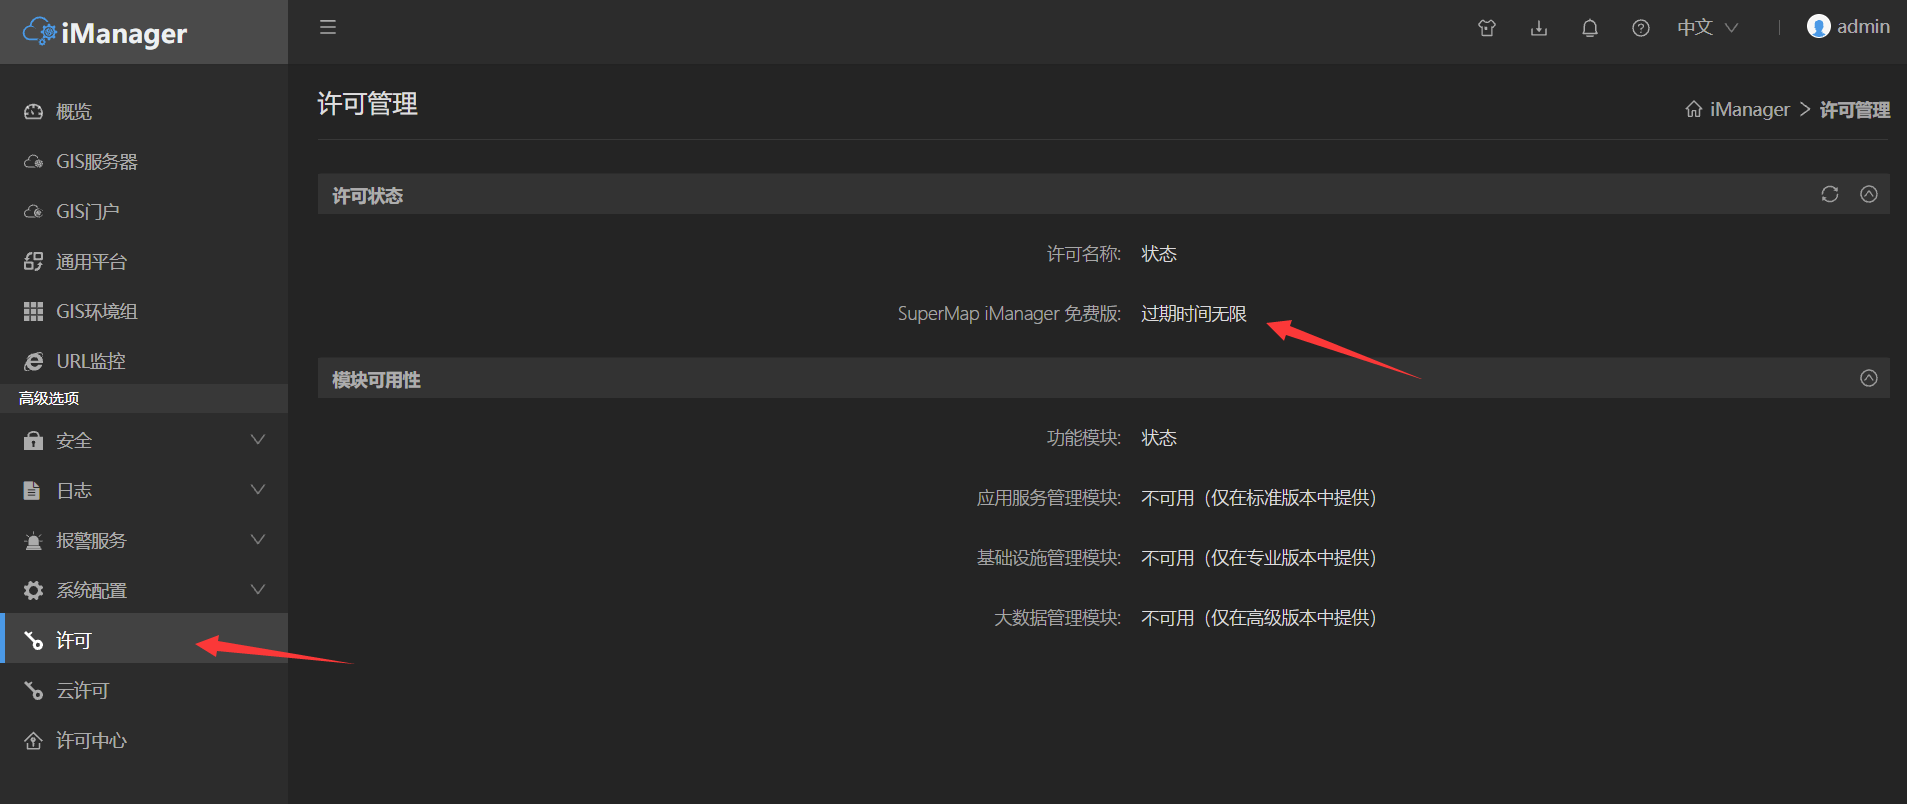 iManager
中文
admin
概览
GIS服务器
GIS门户
通用平台
GIS环境组
URL监控
高级选项
安全
日志
报警服务
系统配置
许可
云许可
许可中心
许可管理
iManager > 许可管理
许可状态
许可名称: 状态
SuperMap iManager 免费版: 过期时间无限
模块可用性
功能模块: 状态
应用服务管理模块: 不可用（仅在标准版本中提供）
基础设施管理模块: 不可用（仅在专业版本中提供）
大数据管理模块: 不可用（仅在高级版本中提供）